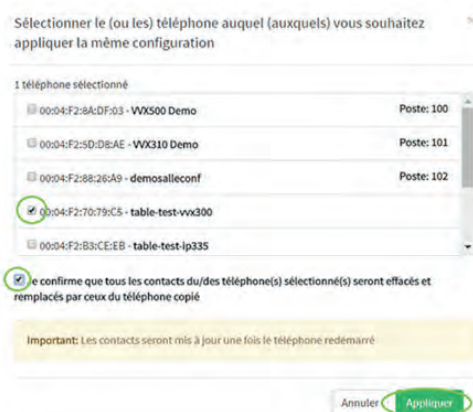 Sélectionner le (ou les) téléphone auquel (auxquels) vous souhaitez
appliquer la même configuration
1 téléphone sélectionné
00:04:F2:8A:DF:03 - VVX500 Demo Poste: 100
00:04:F2:5D:D8:AE - VVX310 Demo Poste: 101
00:04:F2:88:26:A9 - demosalleconf Poste: 102
00:04:F2:70:79:C5 - table-test-vvx300
00:04:F2:B3:CE:EB - table-test-ip335
Je confirme que tous les contacts du/des téléphone(s) sélectionné(s) seront effacés et
remplacés par ceux du téléphone copié
Important: Les contacts seront mis à jour une fois le téléphone redémarré
Annuler Appliquer